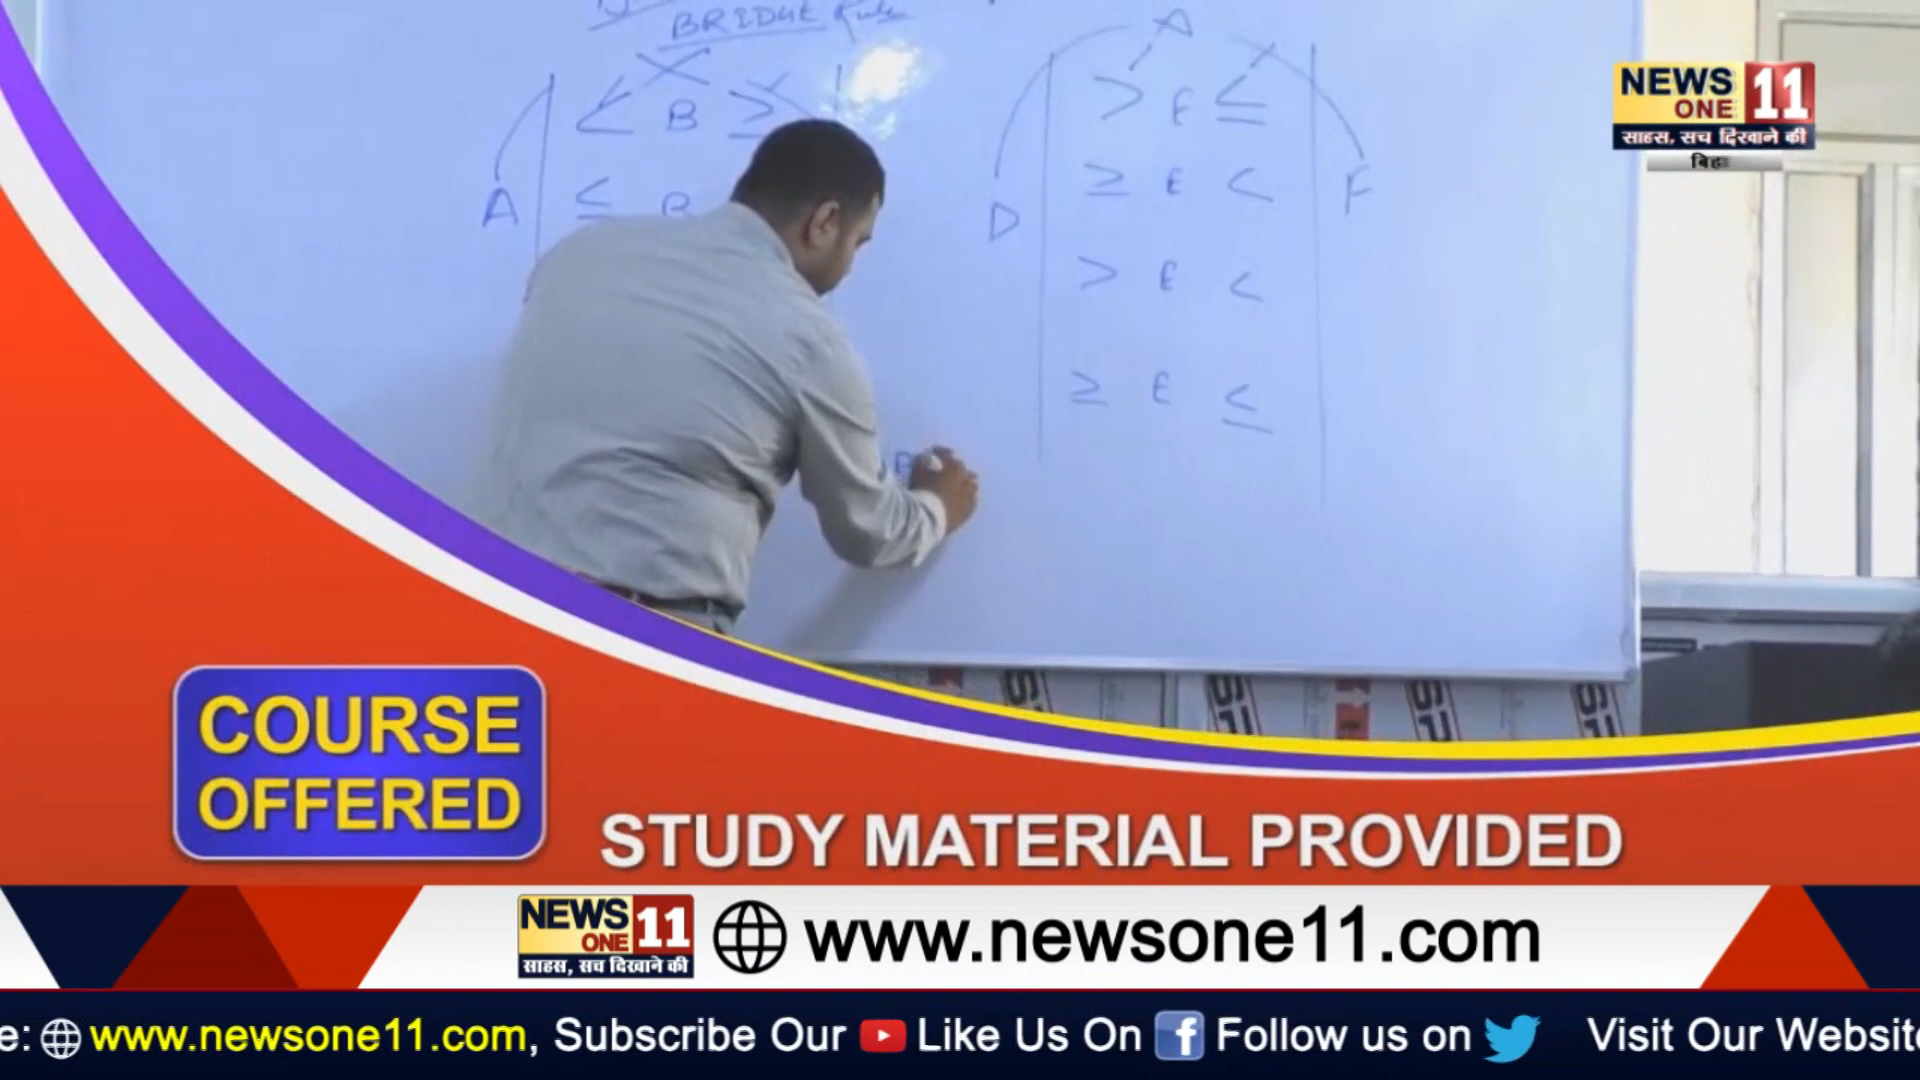 BRIDGE Rule
< B ≥
A ≤ B
A
> E ≤
D ≥ E < F
> E <
≥ E ≤
NEWS ONE 11
साहस, सच दिखाने की
COURSE
OFFERED
STUDY MATERIAL PROVIDED
NEWS ONE 11
साहस, सच दिखाने की
www.newsone11.com
e: www.newsone11.com, Subscribe Our Like Us On Follow us on Visit Our Website